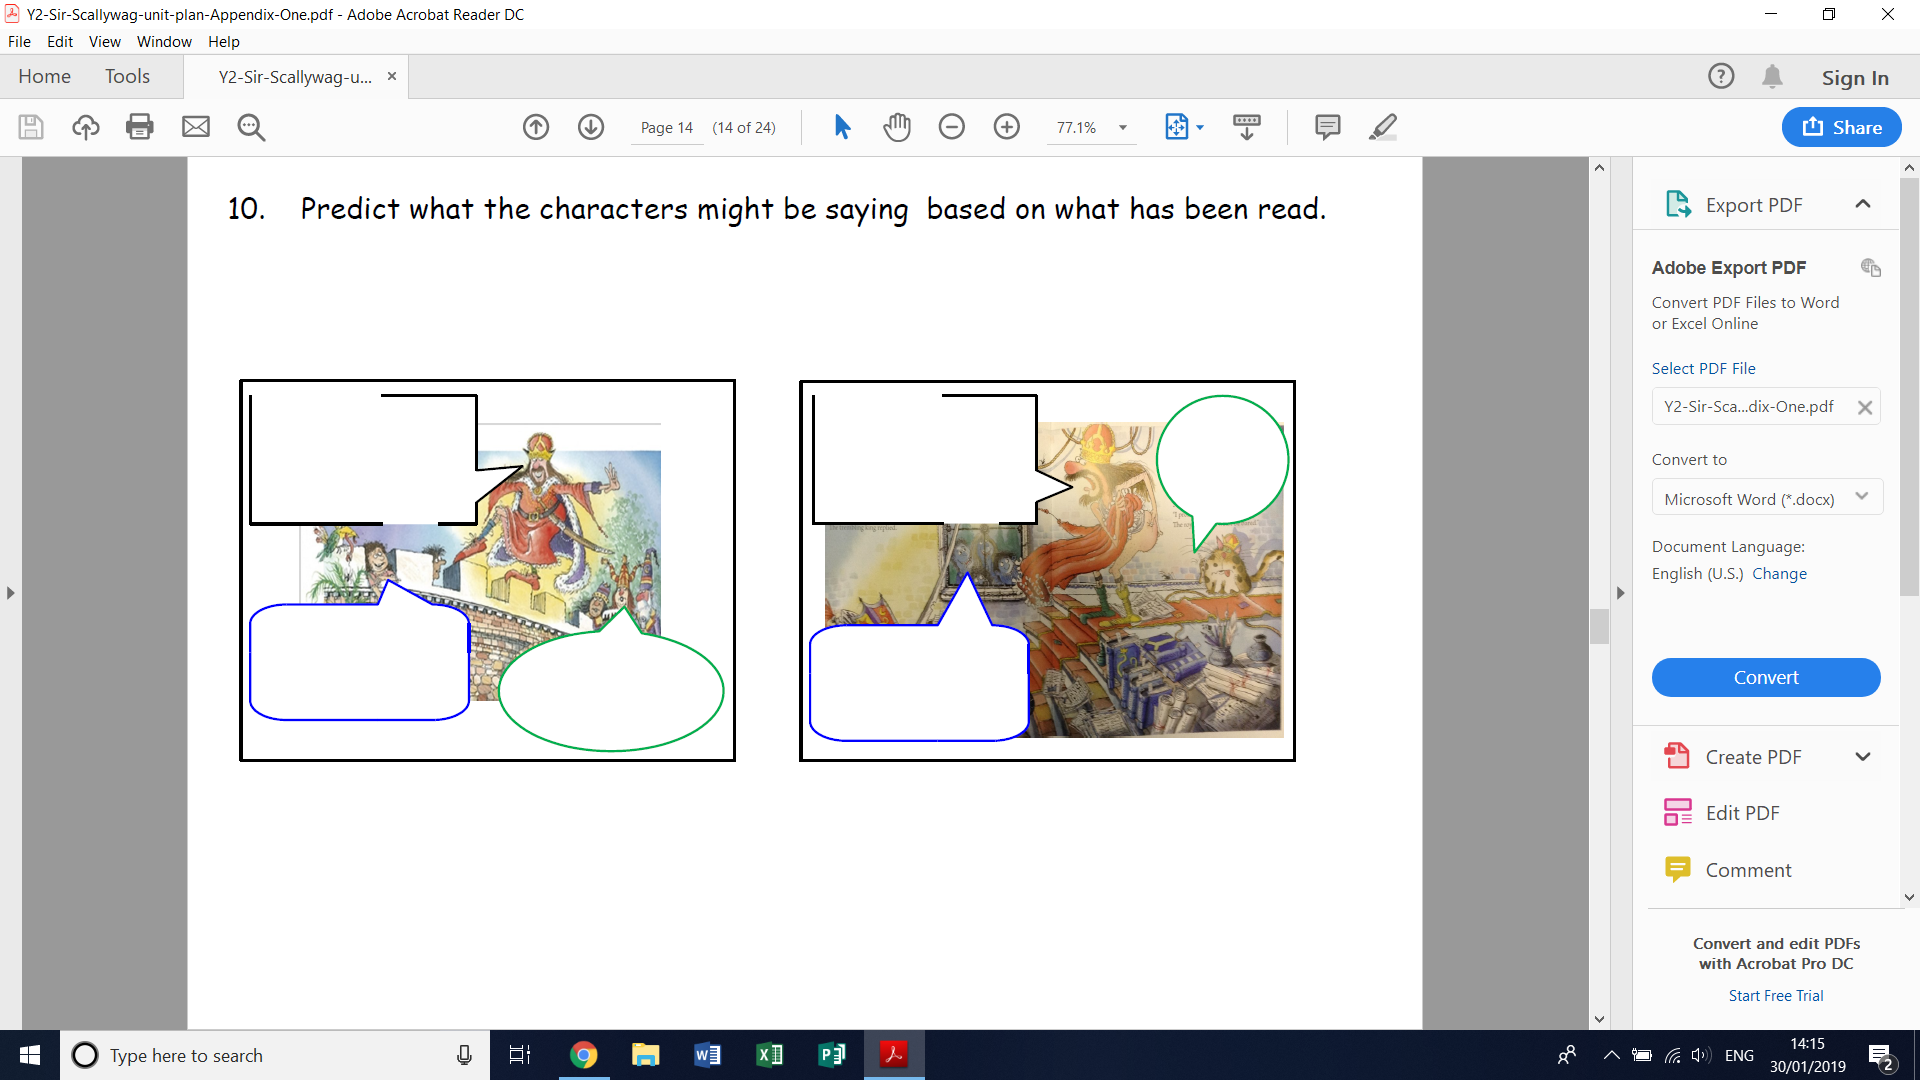 Y2-Sir-Scallywag-unit-plan-Appendix-One.pdf - Adobe Acrobat Reader DC
File Edit View Window Help
Home Tools Y2-Sir-Scallywag-u... Sign In
Page 14 (14 of 24) 77.1% Share
10. Predict what the characters might be saying based on what has been read.
Export PDF
Adobe Export PDF
Convert PDF Files to Word
or Excel Online
Select PDF File
Y2-Sir-Sca...dix-One.pdf
Convert to
Microsoft Word (*.docx)
Document Language:
English (U.S.) Change
Convert
Create PDF
Edit PDF
Comment
Convert and edit PDFs
with Acrobat Pro DC
Start Free Trial
Type here to search
ENG
14:15
30/01/2019
2